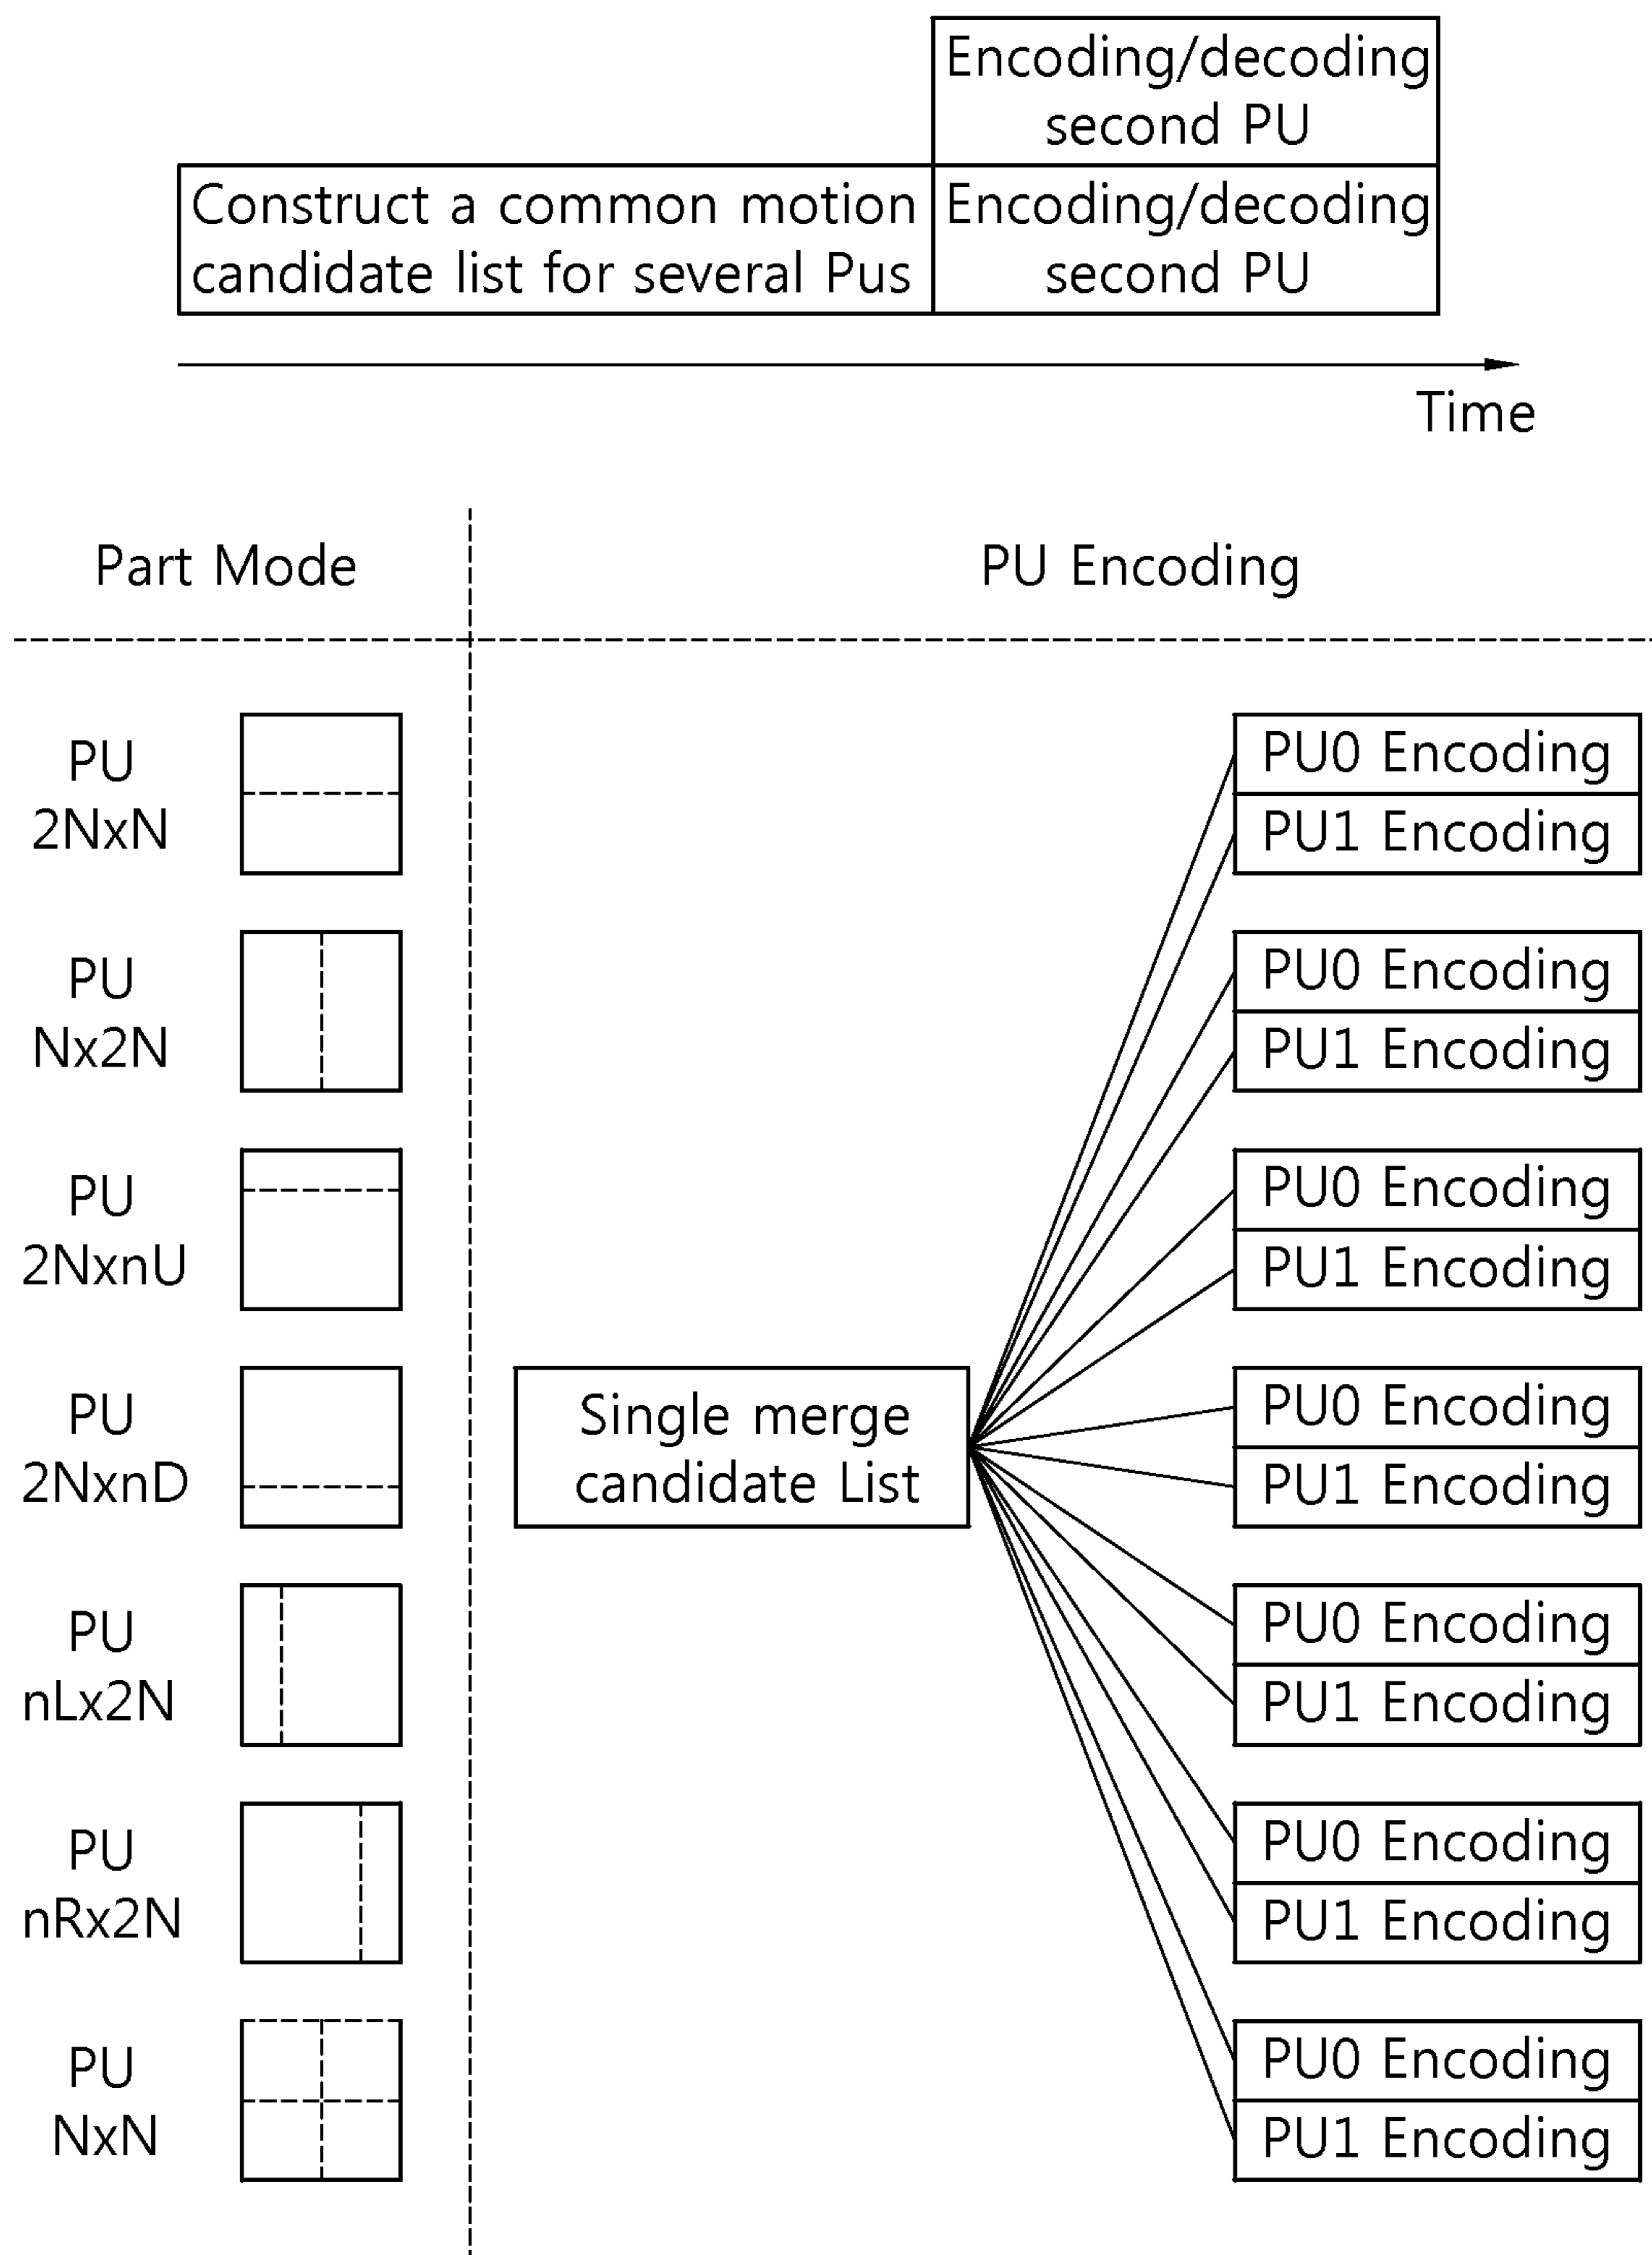 Encoding/decoding
second PU
Construct a common motion
candidate list for several Pus
Encoding/decoding
second PU
Time
Part Mode
PU Encoding
PU
2NxN
PU0 Encoding
PU1 Encoding
PU
Nx2N
PU0 Encoding
PU1 Encoding
PU
2NxnU
PU0 Encoding
PU1 Encoding
PU
2NxnD
Single merge
candidate List
PU0 Encoding
PU1 Encoding
PU
nLx2N
PU0 Encoding
PU1 Encoding
PU
nRx2N
PU0 Encoding
PU1 Encoding
PU
NxN
PU0 Encoding
PU1 Encoding